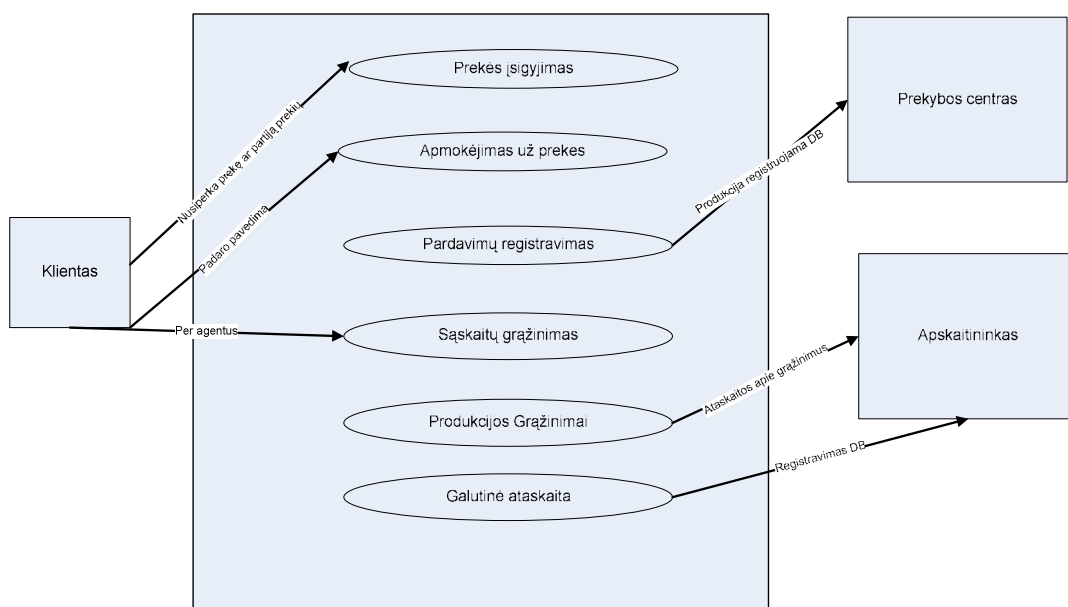 Prekės įsigyjimas
Prekybos centras
Nusiperka prekę ar partiją prekių
Apmokėjimas už prekes
Produkcija registruojama DB
Padaro pavedimą
Pardavimų registravimas
Klientas
Per agentus
Sąskaitų grąžinimas
Apskaitininkas
Ataskaitos apie grąžinimus
Produkcijos Grąžinimai
Registravimas DB
Galutinė ataskaita